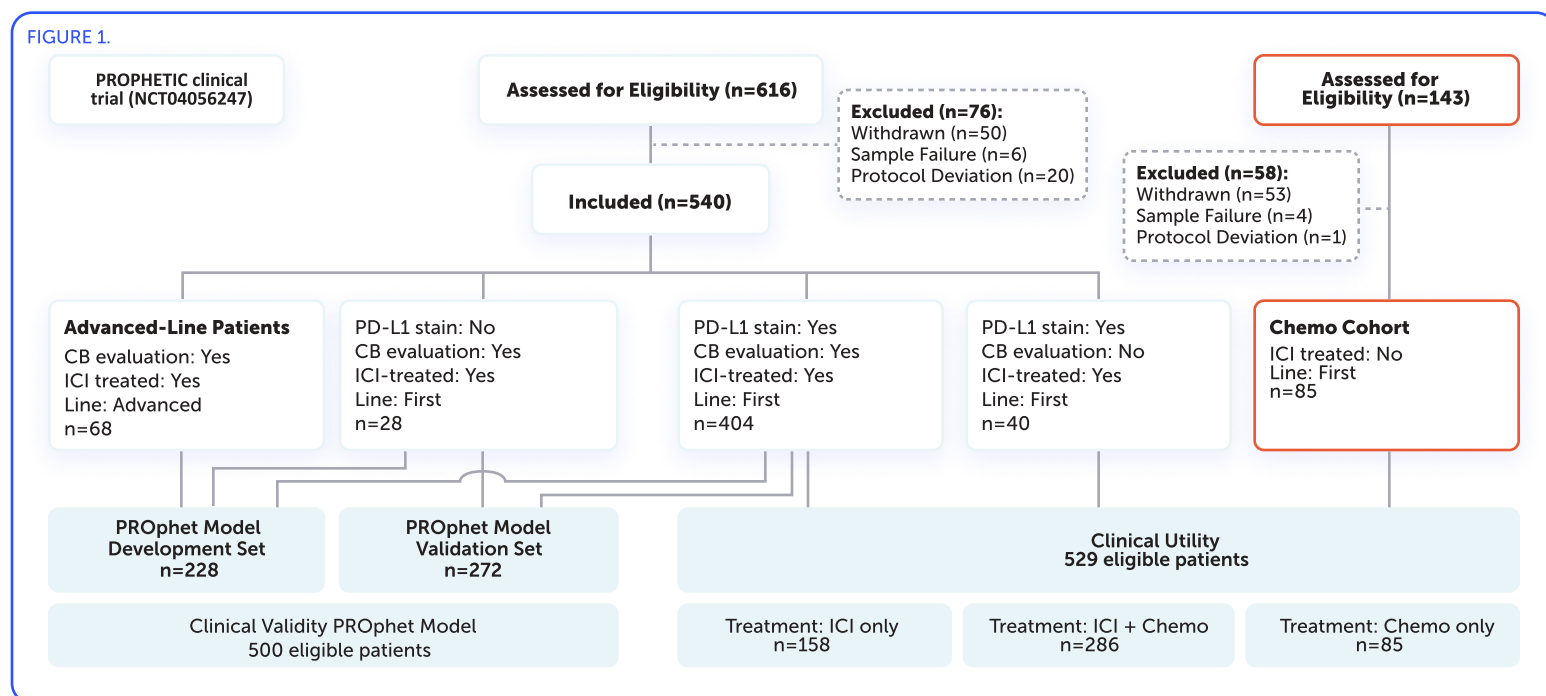 FIGURE 1.
PROPHETIC clinical
trial (NCT04056247)
Assessed for Eligibility (n=616)
Excluded (n=76):
Withdrawn (n=50)
Sample Failure (n=6)
Protocol Deviation (n=20)
Included (n=540)
Assessed for
Eligibility (n=143)
Excluded (n=58):
Withdrawn (n=53)
Sample Failure (n=4)
Protocol Deviation (n=1)
Advanced-Line Patients
CB evaluation: Yes
ICI treated: Yes
Line: Advanced
n=68
PD-L1 stain: No
CB evaluation: Yes
ICI-treated: Yes
Line: First
n=28
PD-L1 stain: Yes
CB evaluation: Yes
ICI-treated: Yes
Line: First
n=404
PD-L1 stain: Yes
CB evaluation: No
ICI-treated: Yes
Line: First
n=40
Chemo Cohort
ICI treated: No
Line: First
n=85
PROphet Model
Development Set
n=228
PROphet Model
Validation Set
n=272
Clinical Utility
529 eligible patients
Clinical Validity PROphet Model
500 eligible patients
Treatment: ICI only
n=158
Treatment: ICI + Chemo
n=286
Treatment: Chemo only
n=85